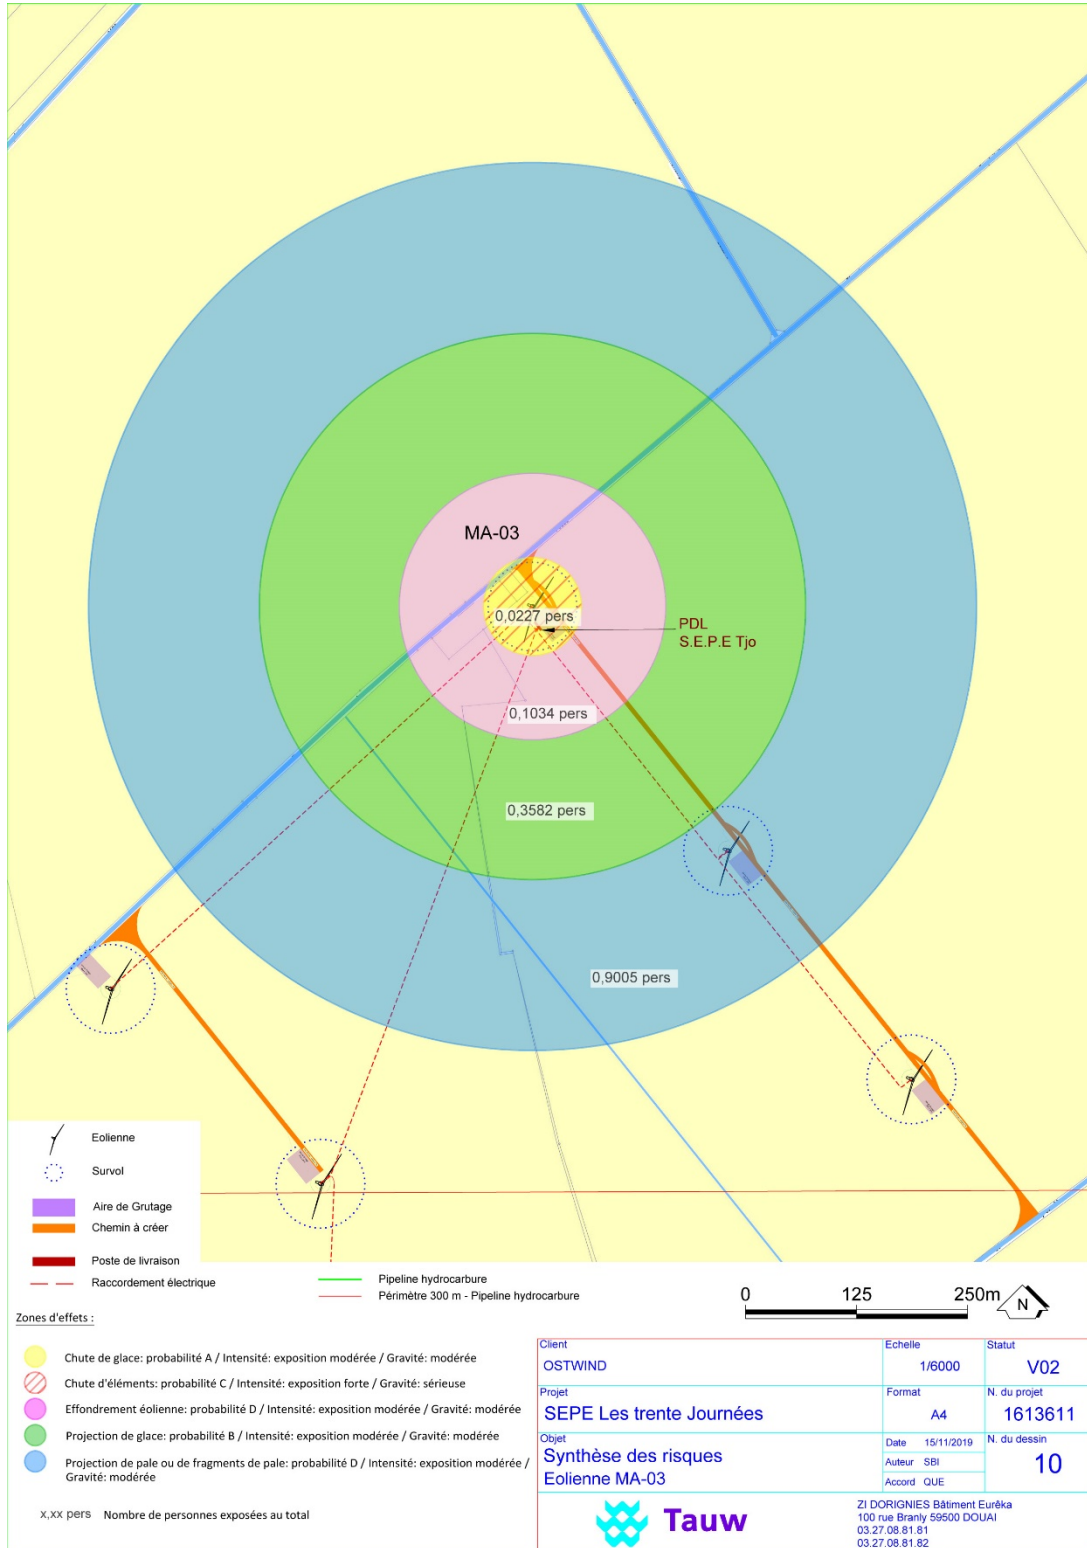 MA-03
0,0227 pers
PDL
S.E.P.E Tjo
0,1034 pers
0,3582 pers
0,9005 pers
Eolienne
Survol
Aire de Grutage
Chemin à créer
Poste de livraison
Raccordement électrique
Pipeline hydrocarbure
Périmètre 300 m - Pipeline hydrocarbure
0 125 250m
N
Zones d'effets :
Chute de glace: probabilité A / Intensité: exposition modérée / Gravité: modérée
Chute d'éléments: probabilité C / Intensité: exposition forte / Gravité: sérieuse
Effondrement éolienne: probabilité D / Intensité: exposition modérée / Gravité: modérée
Projection de glace: probabilité B / Intensité: exposition modérée / Gravité: modérée
Projection de pale ou de fragments de pale: probabilité D / Intensité: exposition modérée /
Gravité: modérée
x,xx pers Nombre de personnes exposées au total
Client
OSTWIND
Echelle
1/6000
Statut
V02
Projet
SEPE Les trente Journées
Format
A4
N. du projet
1613611
Objet
Synthèse des risques
Eolienne MA-03
Date 15/11/2019
Auteur SBI
Accord QUE
N. du dessin
10
Tauw
ZI DORIGNIES Bâtiment Eurêka
100 rue Branly 59500 DOUAI
03.27.08.81.81
03.27.08.81.82